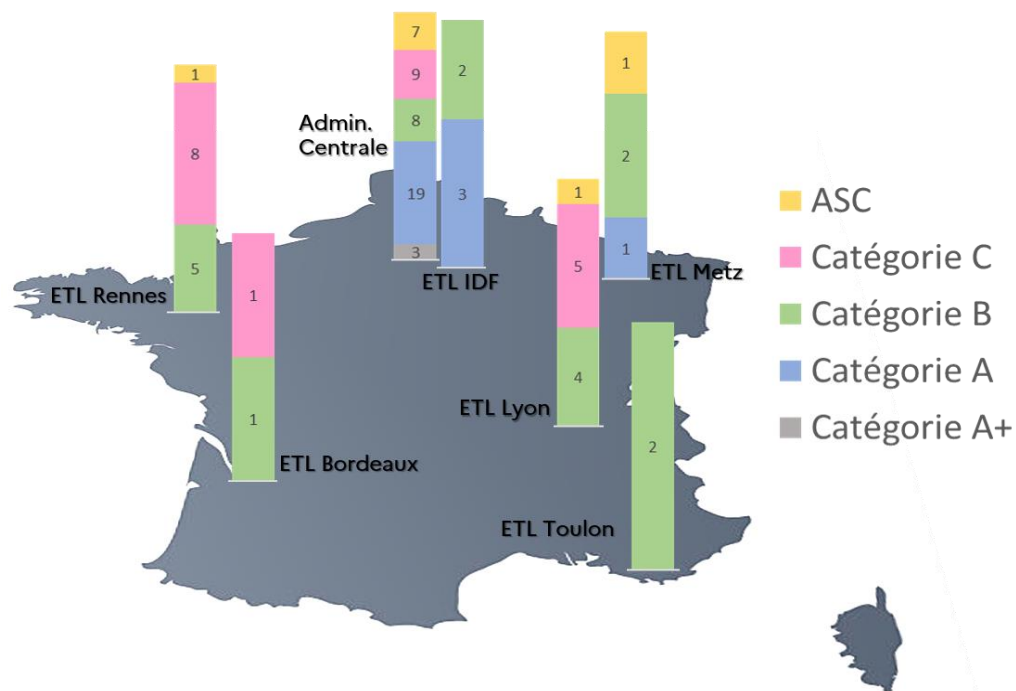 1
8
5
ETL Rennes
1
1
ETL Bordeaux
Admin.
Centrale
7
9
8
19
3
2
3
ETL IDF
1
5
4
ETL Lyon
1
2
1
ETL Metz
2
ETL Toulon
ASC
Catégorie C
Catégorie B
Catégorie A
Catégorie A+